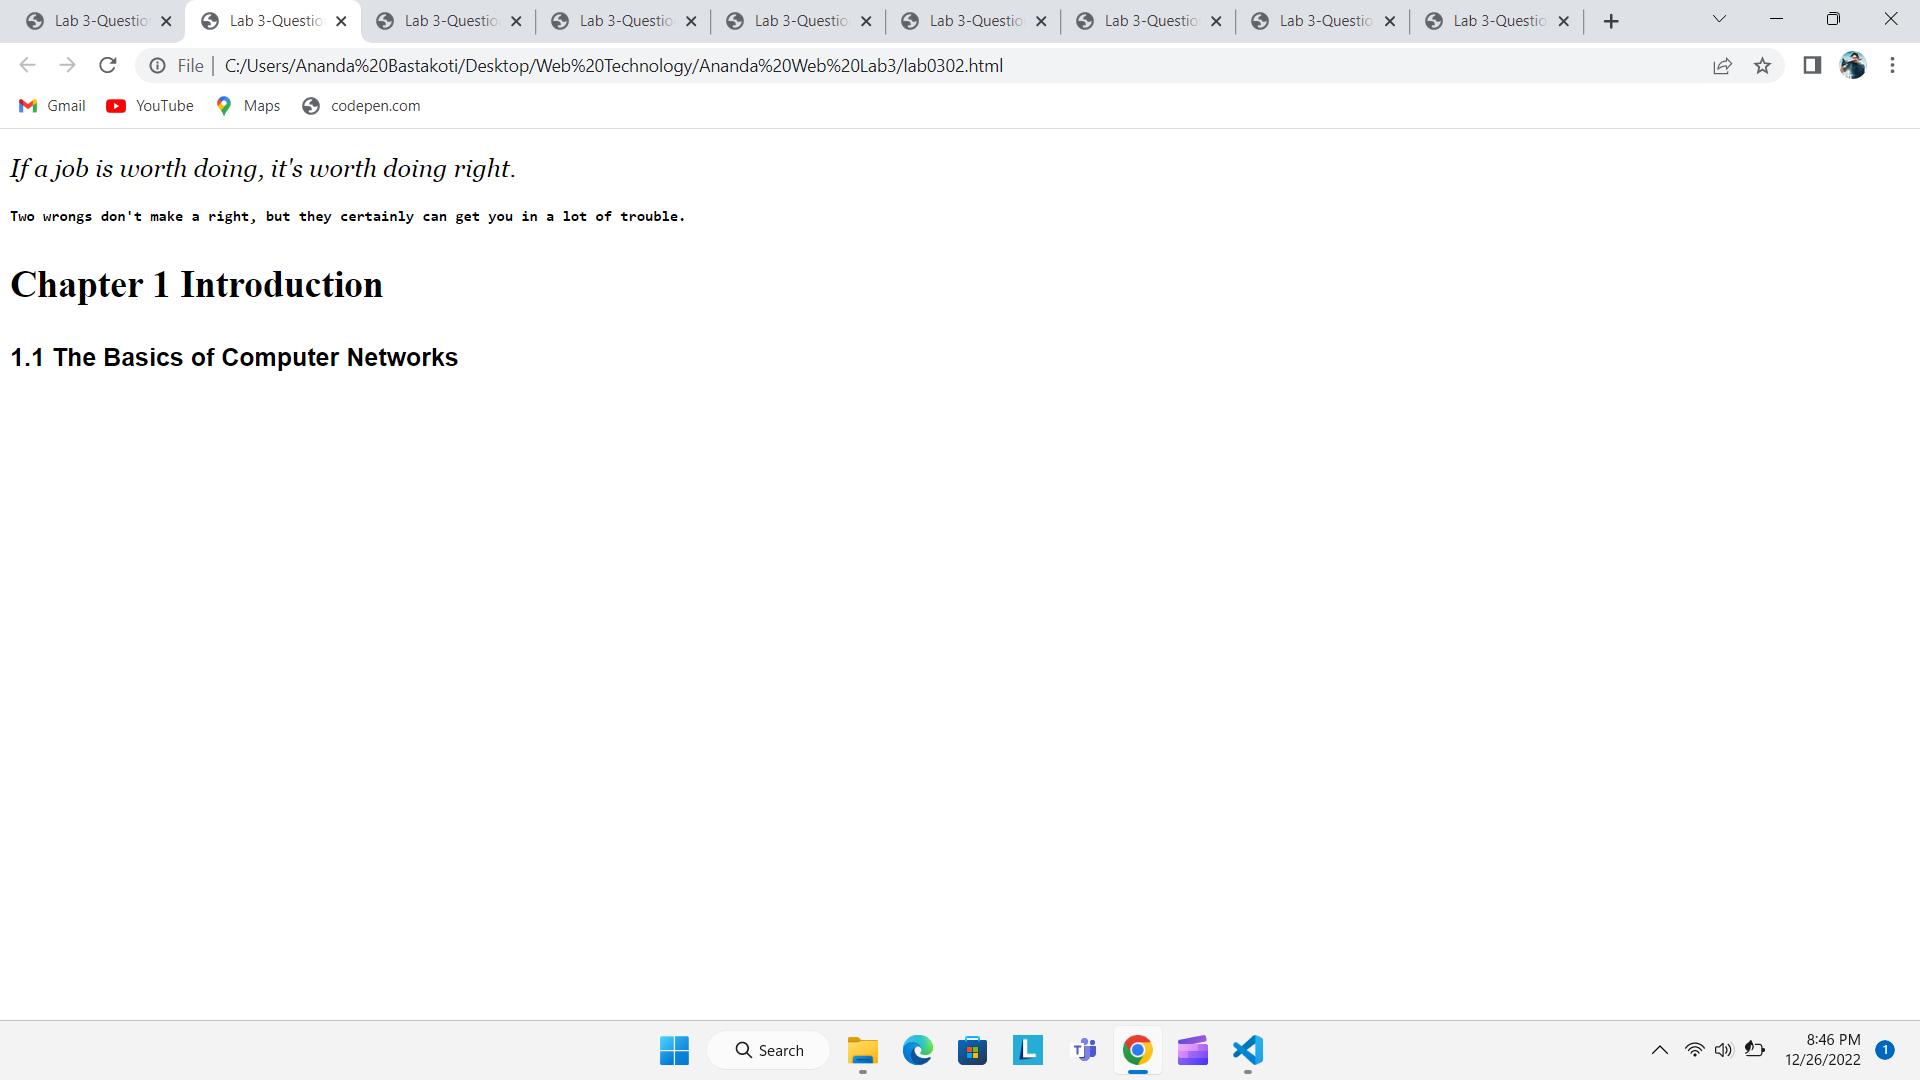 Lab 3-Questio Lab 3-Questio Lab 3-Questio Lab 3-Questio Lab 3-Questio Lab 3-Questio Lab 3-Questio Lab 3-Questio Lab 3-Questio
File C:/Users/Ananda%20Bastakoti/Desktop/Web%20Technology/Ananda%20Web%20Lab3/lab0302.html
Gmail YouTube Maps codepen.com
If a job is worth doing, it's worth doing right.
Two wrongs don't make a right, but they certainly can get you in a lot of trouble.
Chapter 1 Introduction
1.1 The Basics of Computer Networks
Search
8:46 PM
12/26/2022
1